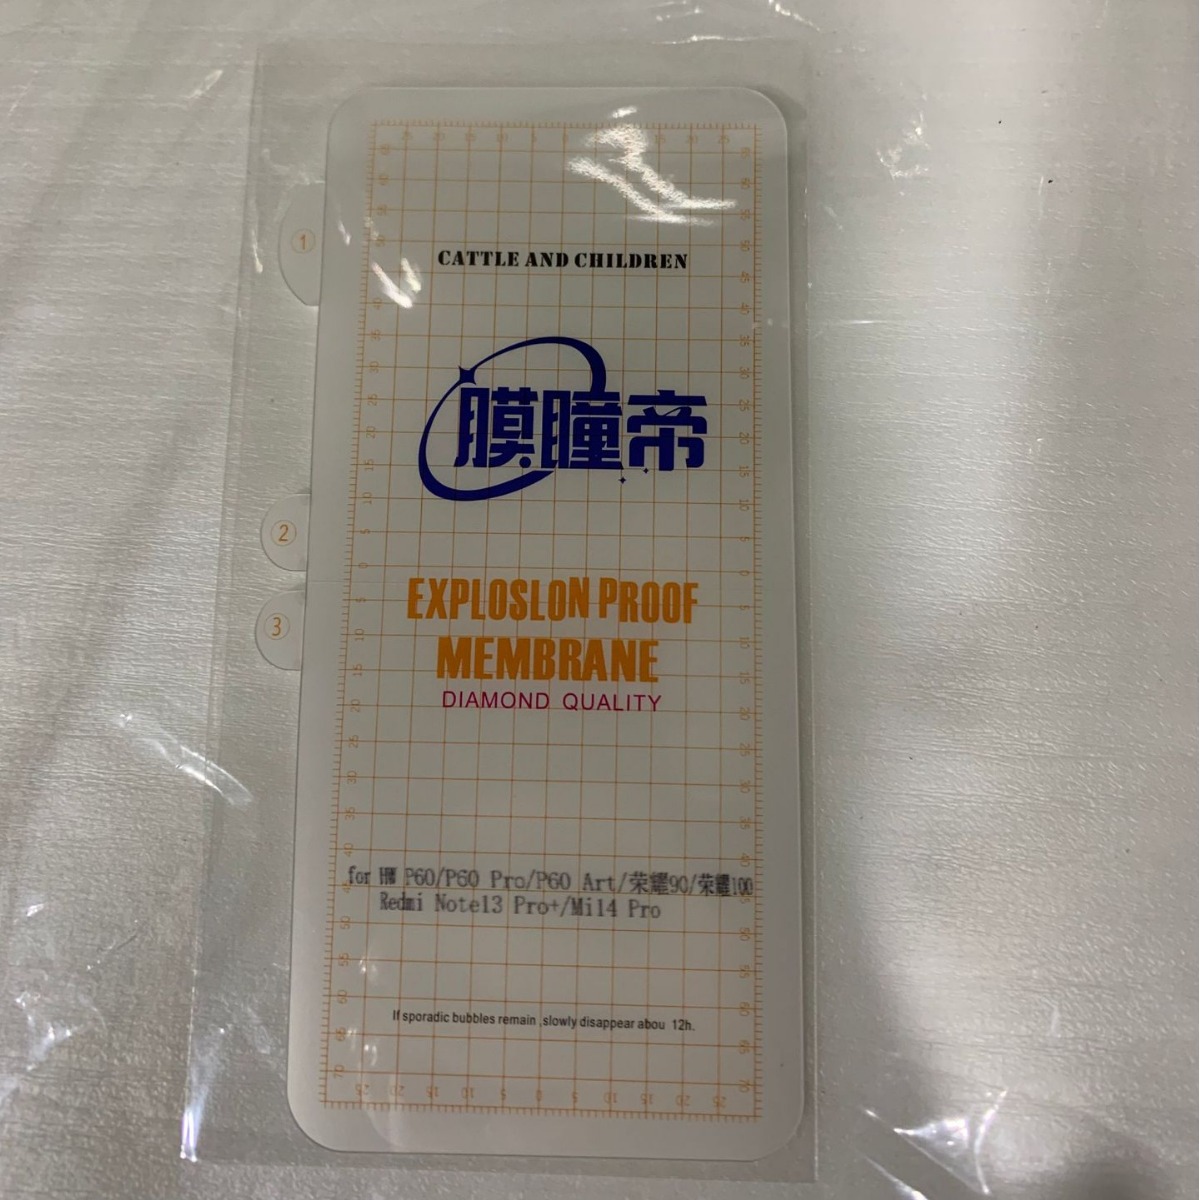 CATTLE AND CHILDREN
膜瞳帝
EXPLOSLON PROOF
MEMBRANE
DIAMOND QUALITY
for HW P60/P60 Pro/P60 Art/荣耀90/荣耀100
Redmi Note13 Pro+/Mi14 Pro
If sporadic bubbles remain ,slowly disappear abou 12h.
1
2
3